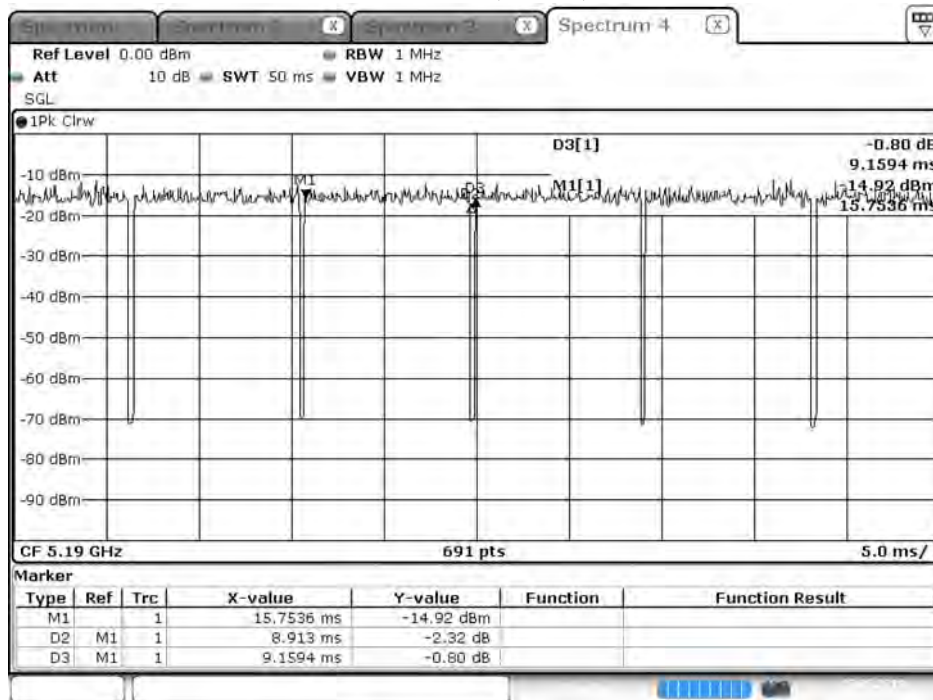 Spectrum 4 X
Ref Level 0.00 dBm RBW 1 MHz
Att 10 dB SWT 50 ms VBW 1 MHz
SGL
1Pk Clrw
D3[1] -0.80 dB
9.1594 ms
M1[1] -14.92 dBm
15.7536 ms
M1
D3
-10 dBm
-20 dBm
-30 dBm
-40 dBm
-50 dBm
-60 dBm
-70 dBm
-80 dBm
-90 dBm
CF 5.19 GHz 691 pts 5.0 ms/
Marker
Type Ref Trc X-value Y-value Function Function Result
M1 1 15.7536 ms -14.92 dBm
D2 M1 1 8.913 ms -2.32 dB
D3 M1 1 9.1594 ms -0.80 dB